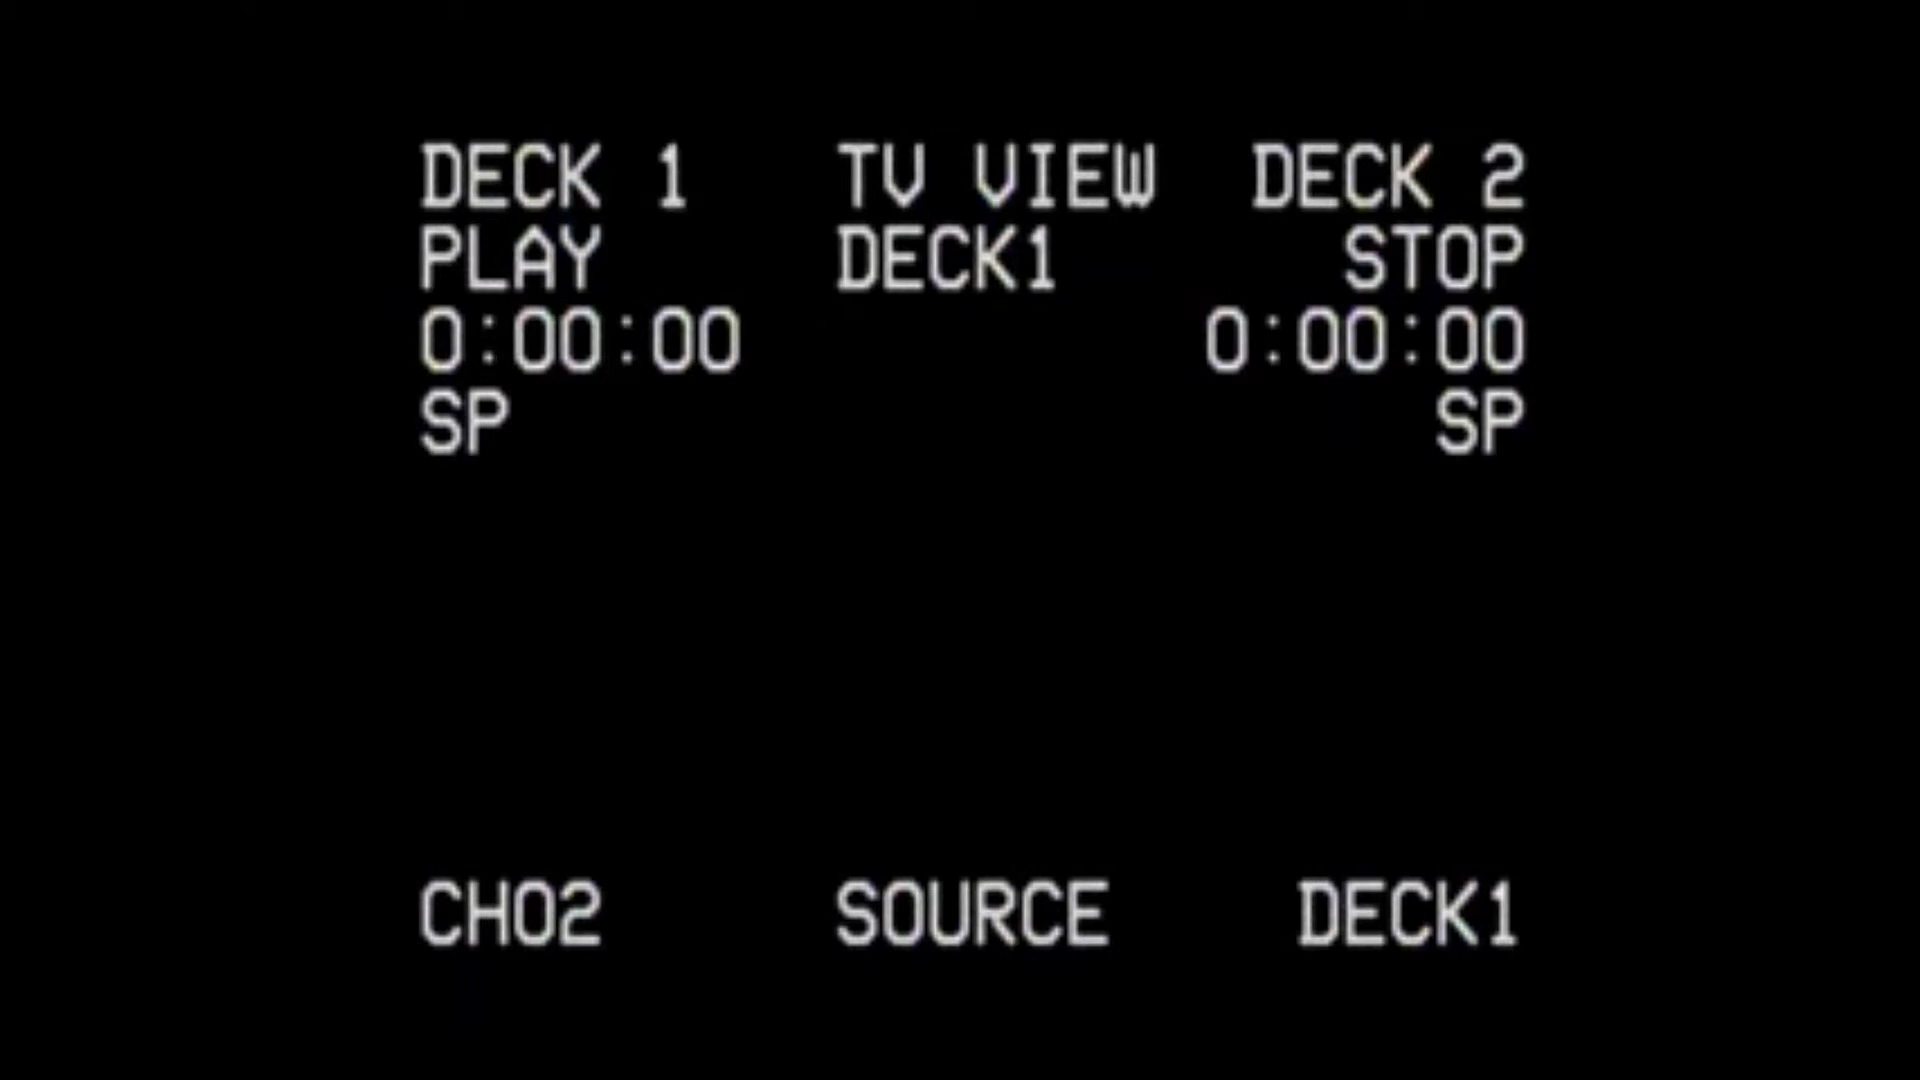 DECK 1 TV VIEW DECK 2
PLAY DECK1 STOP
0:00:00 0:00:00
SP SP
CH02 SOURCE DECK1